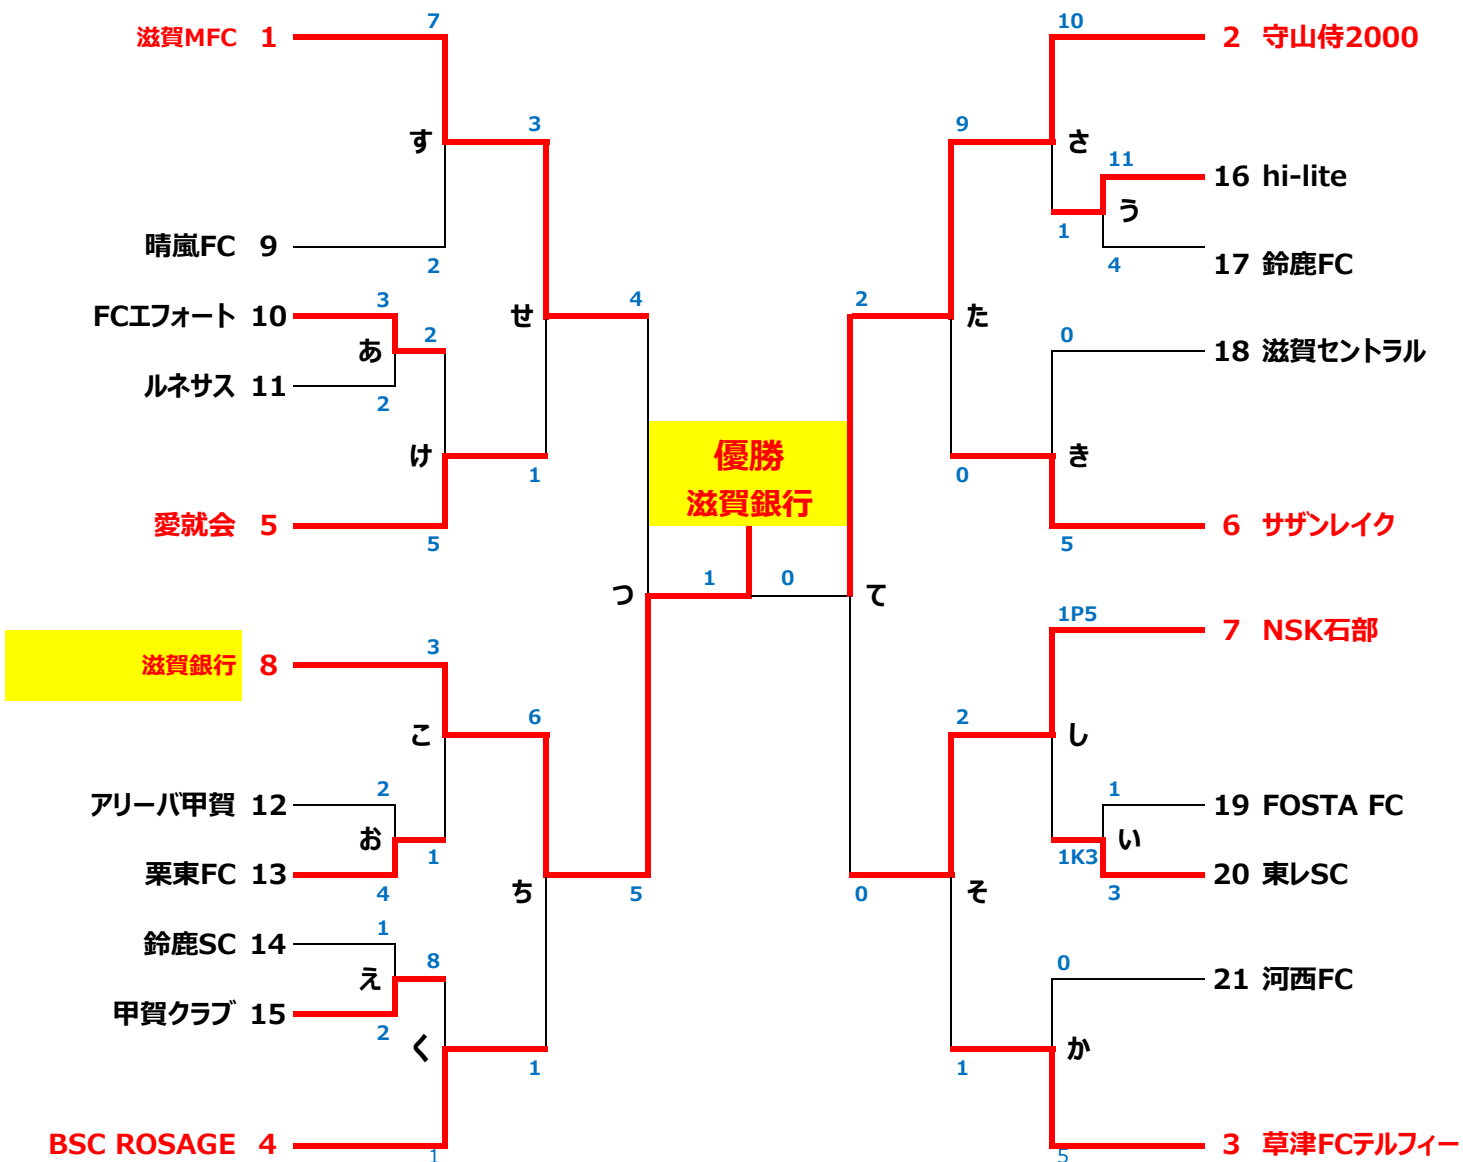 7
10
滋賀MFC 1
2 守山侍2000
3
9
す
さ
11
16 hi-lite
う
晴嵐FC 9
1
2
4
17 鈴鹿FC
3
4
2
FCエフォート 10
せ
た
2
0
あ
18 滋賀セントラル
ルネサス 11
2
優勝
け
き
1
0
滋賀銀行
愛就会 5
6 サザンレイク
5
5
1
0
つ
て
1P5
7 NSK石部
3
滋賀銀行 8
6
2
こ
し
2
1
アリーバ甲賀 12
19 FOSTA FC
お
い
1
1K3
栗東FC 13
20 東レSC
4
ち
5
0
そ
3
1
鈴鹿SC 14
8
0
え
21 河西FC
甲賀クラブ 15
2
く
か
1
1
BSC ROSAGE 4
3 草津FCテルフィー
1
5